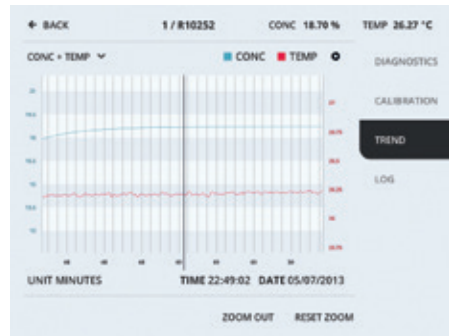 ← BACK 1 / R10252 CONC 18.70 % TEMP 26.27 °C
CONC + TEMP CONC TEMP
DIAGNOSTICS
CALIBRATION
TREND
LOG
UNIT MINUTES TIME 22:49:02 DATE 05/07/2013
ZOOM OUT RESET ZOOM